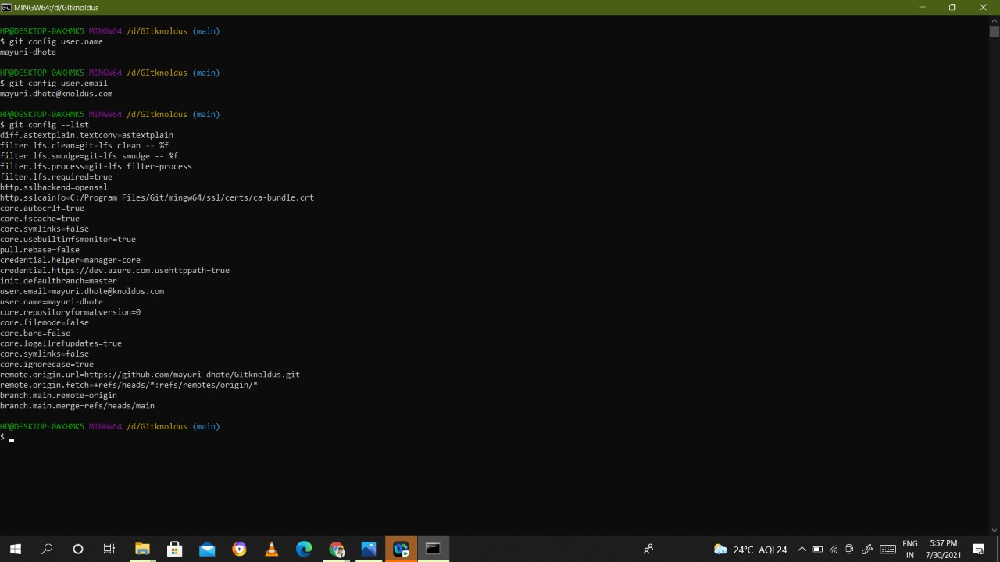 MINGW64:/d/GItknoldus
HP@DESKTOP-0AKHMK5 MINGW64 /d/GItknoldus (main)
$ git config user.name
mayuri-dhote
HP@DESKTOP-0AKHMK5 MINGW64 /d/GItknoldus (main)
$ git config user.email
mayuri.dhote@knoldus.com
HP@DESKTOP-0AKHMK5 MINGW64 /d/GItknoldus (main)
$ git config --list
diff.astextplain.textconv=astextplain
filter.lfs.clean=git-lfs clean -- %f
filter.lfs.smudge=git-lfs smudge -- %f
filter.lfs.process=git-lfs filter-process
filter.lfs.required=true
http.sslbackend=openssl
http.sslcainfo=C:/Program Files/Git/mingw64/ssl/certs/ca-bundle.crt
core.autocrlf=true
core.fscache=true
core.symlinks=false
core.usebuiltinfsmonitor=true
pull.rebase=false
credential.helper=manager-core
credential.https://dev.azure.com.usehttppath=true
init.defaultbranch=master
user.email=mayuri.dhote@knoldus.com
user.name=mayuri-dhote
core.repositoryformatversion=0
core.filemode=false
core.bare=false
core.logallrefupdates=true
core.symlinks=false
core.ignorecase=true
remote.origin.url=https://github.com/mayuri-dhote/GItknoldus.git
remote.origin.fetch=+refs/heads/*:refs/remotes/origin/*
branch.main.remote=origin
branch.main.merge=refs/heads/main
HP@DESKTOP-0AKHMK5 MINGW64 /d/GItknoldus (main)
$
24°C AQI 24
ENG
IN
5:57 PM
7/30/2021